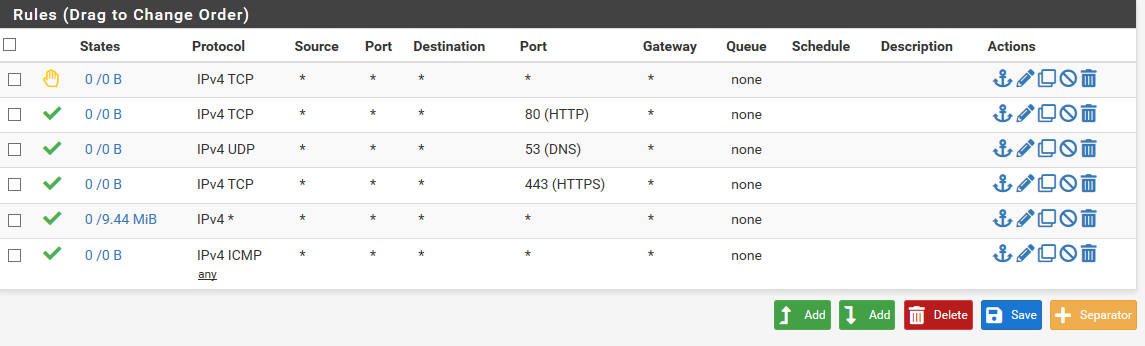 Rules (Drag to Change Order)
States Protocol Source Port Destination Port Gateway Queue Schedule Description Actions
0 /0 B IPv4 TCP * * * * * none
0 /0 B IPv4 TCP * * * 80 (HTTP) * none
0 /0 B IPv4 UDP * * * 53 (DNS) * none
0 /0 B IPv4 TCP * * * 443 (HTTPS) * none
0 /9.44 MiB IPv4 * * * * * * none
0 /0 B IPv4 ICMP * * * * * none
any
Add Add Delete Save Separator